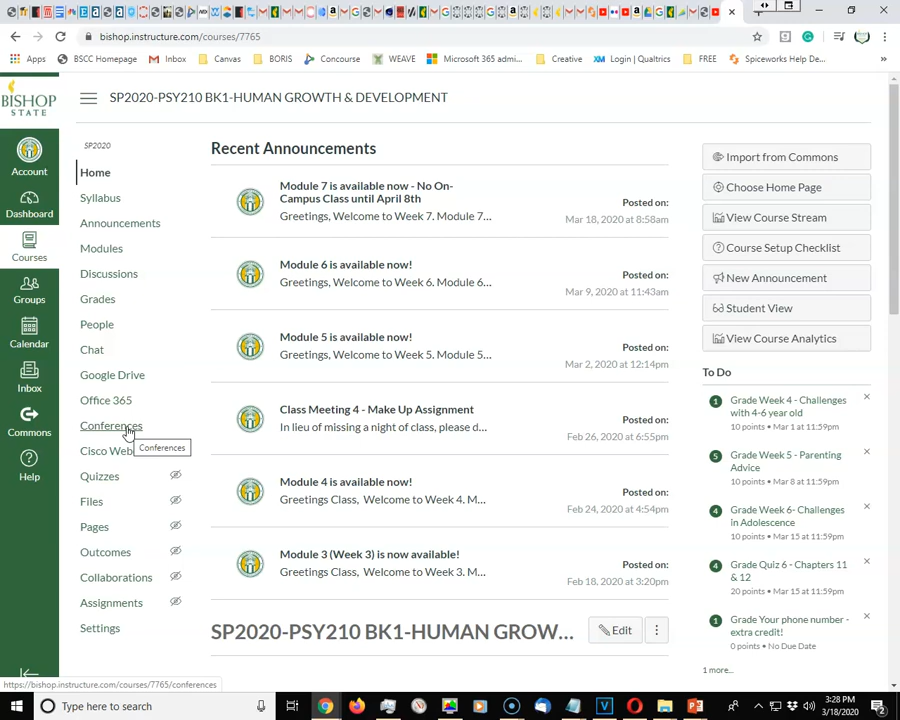 bishop.instructure.com/courses/7765
Apps
BSCC Homepage
Inbox
Canvas
BORIS
Concourse
WEAVE
Microsoft 365 admi...
Creative
Login | Qualtrics
FREE
Spiceworks Help De...
BISHOP
STATE
SP2020-PSY210 BK1-HUMAN GROWTH & DEVELOPMENT
Account
Dashboard
Courses
Groups
Calendar
Inbox
Commons
Help
SP2020
Home
Syllabus
Announcements
Modules
Discussions
Grades
People
Chat
Google Drive
Office 365
Conferences
Cisco Web
Conferences
Quizzes
Files
Pages
Outcomes
Collaborations
Assignments
Settings
Recent Announcements
Module 7 is available now - No On-
Campus Class until April 8th
Greetings, Welcome to Week 7. Module 7...
Posted on:
Mar 18, 2020 at 8:58am
Module 6 is available now!
Greetings, Welcome to Week 6. Module 6...
Posted on:
Mar 9, 2020 at 11:43am
Module 5 is available now!
Greetings, Welcome to Week 5. Module 5...
Posted on:
Mar 2, 2020 at 12:14pm
Class Meeting 4 - Make Up Assignment
In lieu of missing a night of class, please d...
Posted on:
Feb 26, 2020 at 6:55pm
Module 4 is available now!
Greetings Class, Welcome to Week 4. M...
Posted on:
Feb 24, 2020 at 4:54pm
Module 3 (Week 3) is now available!
Greetings Class, Welcome to Week 3. M...
Posted on:
Feb 18, 2020 at 3:20pm
SP2020-PSY210 BK1-HUMAN GROW...
Edit
Import from Commons
Choose Home Page
View Course Stream
Course Setup Checklist
New Announcement
Student View
View Course Analytics
To Do
1 Grade Week 4 - Challenges
with 4-6 year old
10 points • Mar 1 at 11:59pm
5 Grade Week 5 - Parenting
Advice
10 points • Mar 8 at 11:59pm
4 Grade Week 6- Challenges
in Adolescence
10 points • Mar 15 at 11:59pm
4 Grade Quiz 6 - Chapters 11
& 12
20 points • Mar 15 at 11:59pm
1 Grade Your phone number -
extra credit!
0 points • No Due Date
1 more...
https://bishop.instructure.com/courses/7765/conferences
Type here to search
3:28 PM
3/18/2020
2